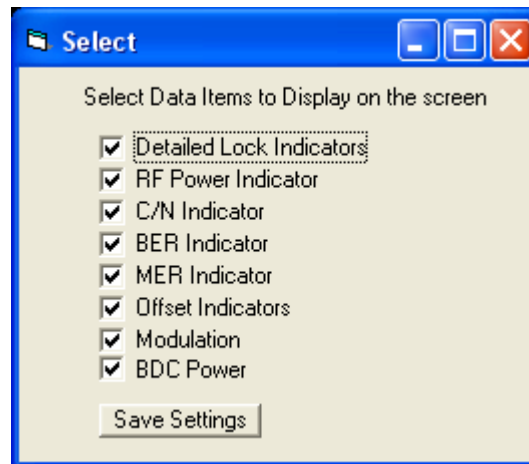 Select
Select Data Items to Display on the screen
Detailed Lock Indicators
RF Power Indicator
C/N Indicator
BER Indicator
MER Indicator
Offset Indicators
Modulation
BDC Power
Save Settings